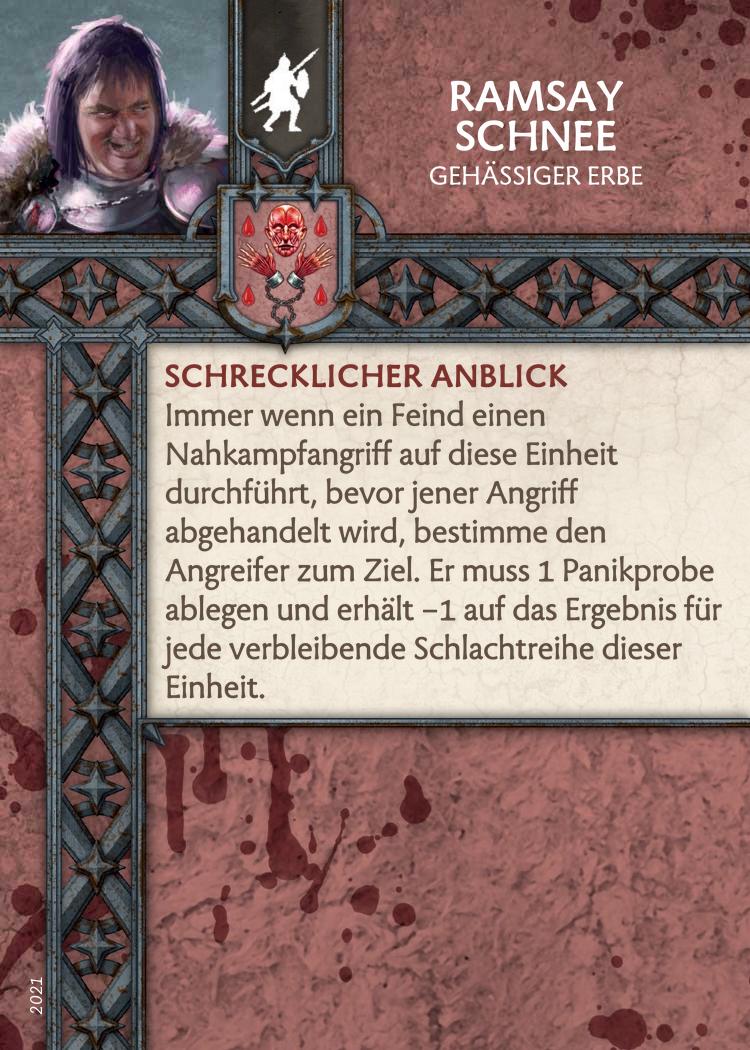 RAMSAY
SCHNEE
GEHÄSSIGER ERBE
SCHRECKLICHER ANBLICK
Immer wenn ein Feind einen
Nahkampfangriff auf diese Einheit
durchführt, bevor jener Angriff
abgehandelt wird, bestimme den
Angreifer zum Ziel. Er muss 1 Panikprobe
ablegen und erhält –1 auf das Ergebnis für
jede verbleibende Schlachtreihe dieser
Einheit.
2021